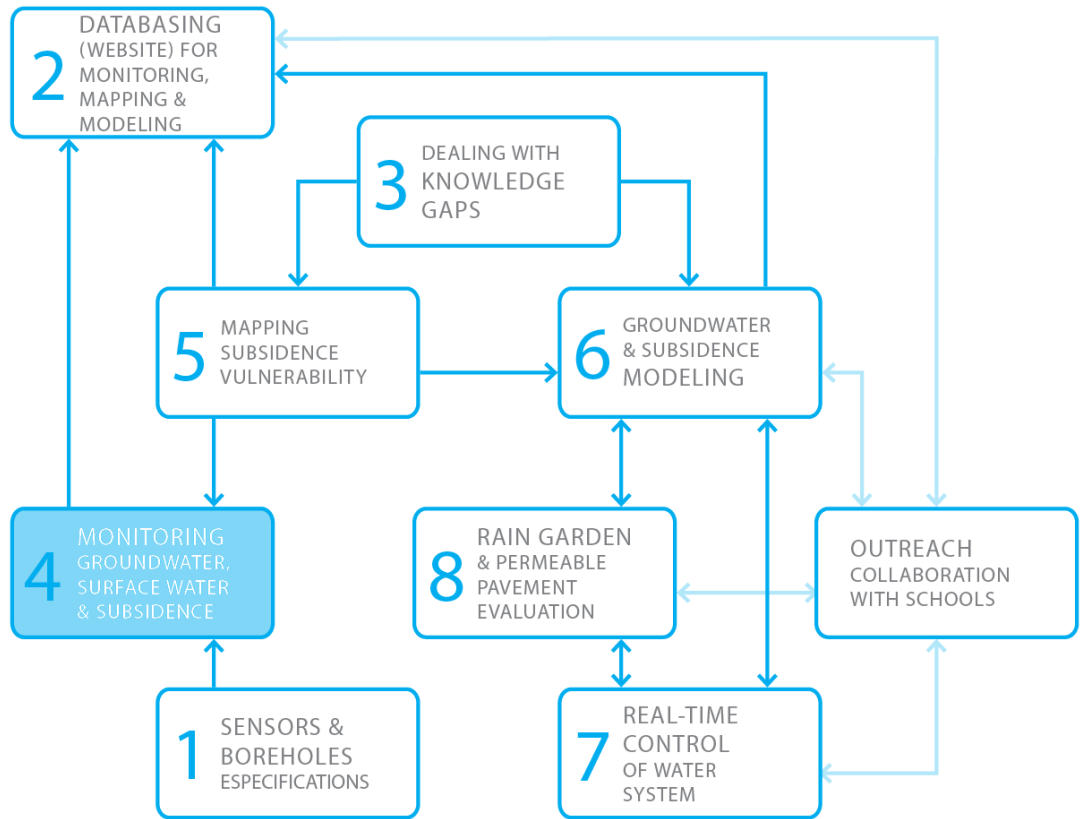 2
DATABASING
(WEBSITE) FOR
MONITORING,
MAPPING &
MODELING
3
DEALING WITH
KNOWLEDGE
GAPS
5
MAPPING
SUBSIDENCE
VULNERABILITY
6
GROUNDWATER
& SUBSIDENCE
MODELING
4
MONITORING
GROUNDWATER,
SURFACE WATER
& SUBSIDENCE
8
RAIN GARDEN
& PERMEABLE
PAVEMENT
EVALUATION
OUTREACH
COLLABORATION
WITH SCHOOLS
1
SENSORS &
BOREHOLES
ESPECIFICATIONS
7
REAL-TIME
CONTROL
OF WATER
SYSTEM